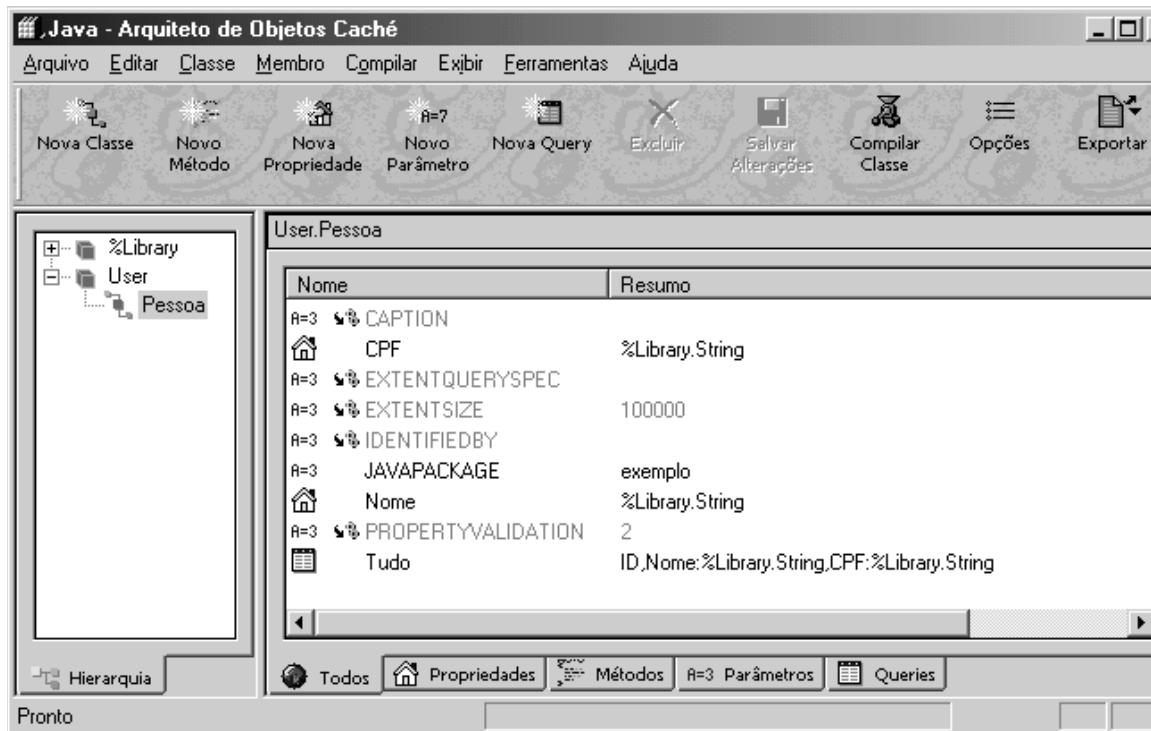 ,Java - Arquiteto de Objetos Caché
Arquivo Editar Classe Membro Compilar Exibir Ferramentas Ajuda
A=7
Nova Classe Novo Método Nova Propriedade Novo Parâmetro Nova Query Excluir Salvar Alterações Compilar Classe Opções Exportar
User.Pessoa
%Library
User
Pessoa
Nome Resumo
A=3 CAPTION
CPF %Library.String
A=3 EXTENTQUERYSPEC
A=3 EXTENTSIZE 100000
A=3 IDENTIFIEDBY
A=3 JAVAPACKAGE exemplo
Nome %Library.String
A=3 PROPERTYVALIDATION 2
Tudo ID,Nome:%Library.String,CPF:%Library.String
Hierarquia
Todos Propriedades Métodos A=3 Parâmetros Queries
Pronto